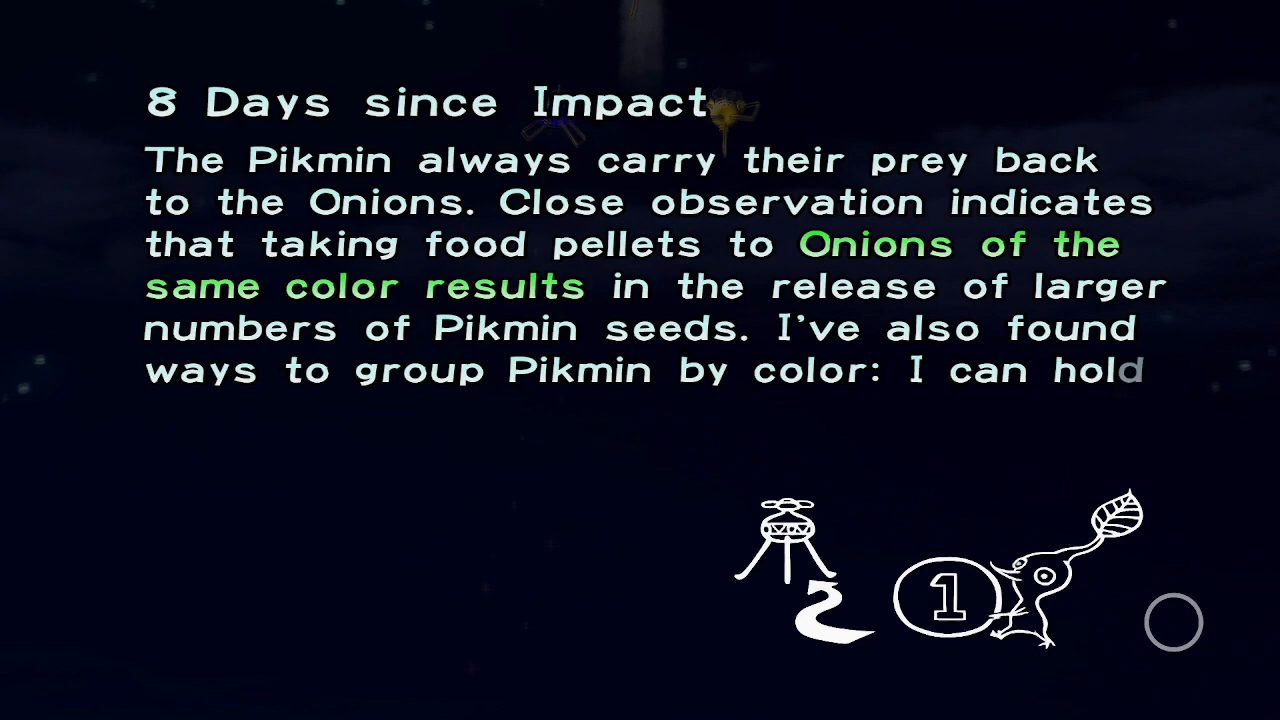 8 Days since Impact
The Pikmin always carry their prey back
to the Onions. Close observation indicates
that taking food pellets to Onions of the
same color results in the release of larger
numbers of Pikmin seeds. I've also found
ways to group Pikmin by color: I can hold
1